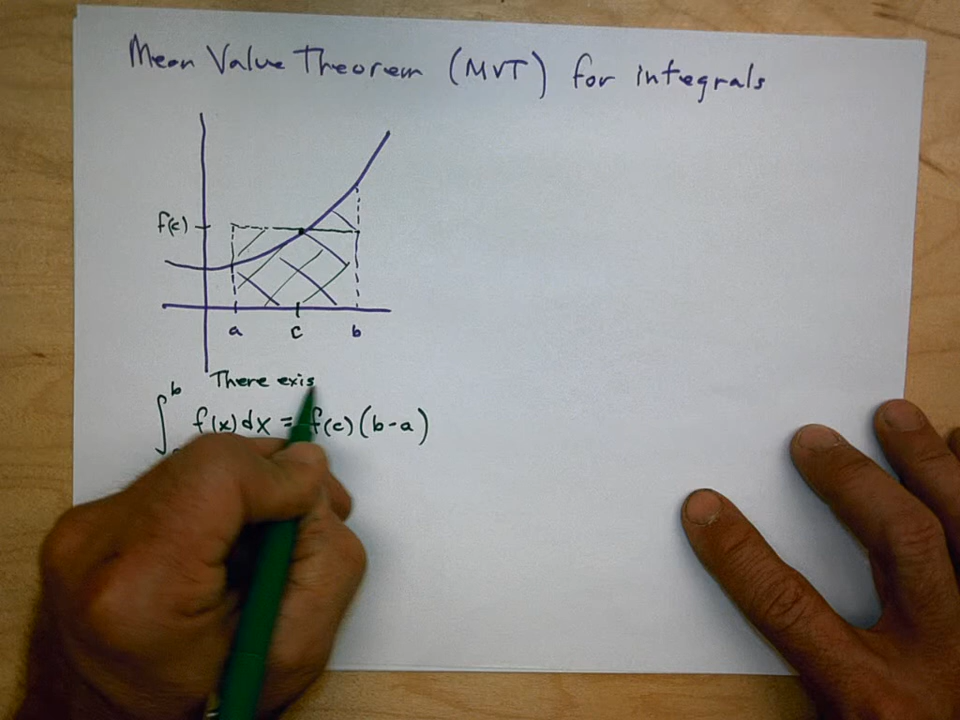 Mean Value Theorem (MVT) for integrals
f(c)
a c b
There exis
∫ b f(x)dx = f(c)(b-a)